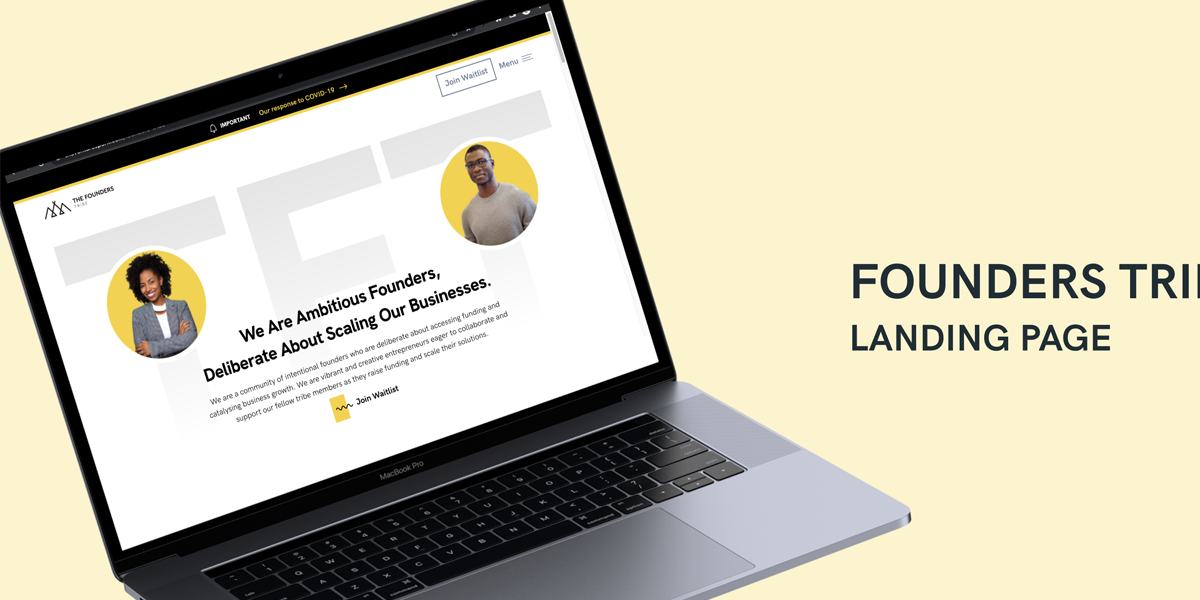 IMPORTANT Our response to COVID-19 →
Join Waitlist
Menu
THE FOUNDERS
TRIBE
TFT
We Are Ambitious Founders,
Deliberate About Scaling Our Businesses.
We are a community of intentional founders who are deliberate about accessing funding and
catalysing business growth. We are vibrant and creative entrepreneurs eager to collaborate and
support our fellow tribe members as they raise funding and scale their solutions.
Join Waitlist
MacBook Pro
FOUNDERS TRI
LANDING PAGE